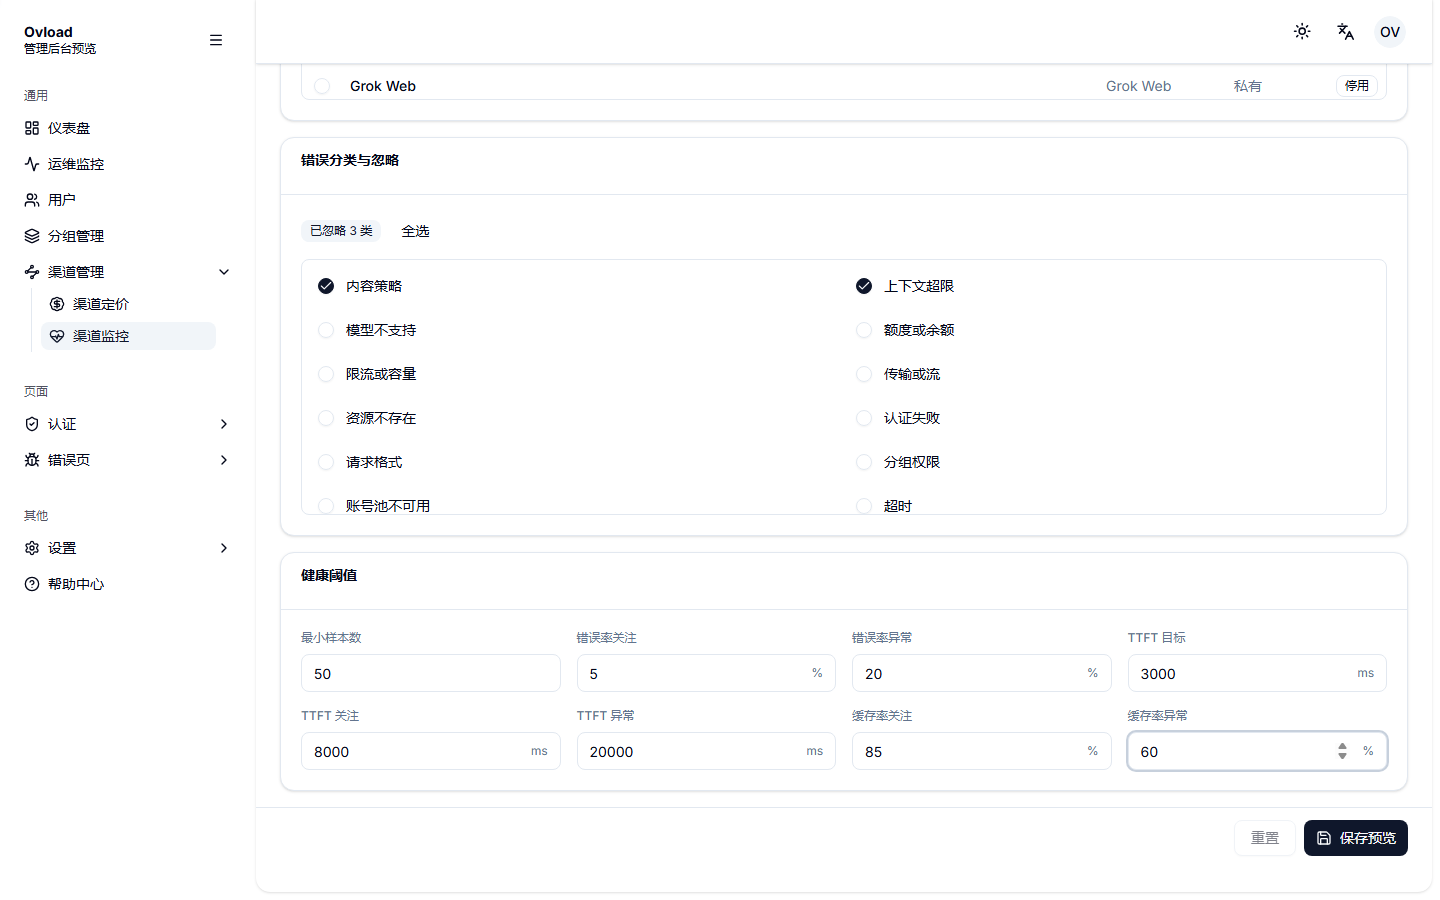 Ovload
管理后台预览
OV
通用
仪表盘
运维监控
用户
分组管理
渠道管理
渠道定价
渠道监控
页面
认证
错误页
其他
设置
帮助中心
Grok Web Grok Web 私有 停用
错误分类与忽略
已忽略 3 类 全选
内容策略 上下文超限
模型不支持 额度或余额
限流或容量 传输或流
资源不存在 认证失败
请求格式 分组权限
账号池不可用 超时
健康阈值
最小样本数 错误率关注 错误率异常 TTFT 目标
50 5 % 20 % 3000 ms
TTFT 关注 TTFT 异常 缓存率关注 缓存率异常
8000 ms 20000 ms 85 % 60 %
重置 保存预览